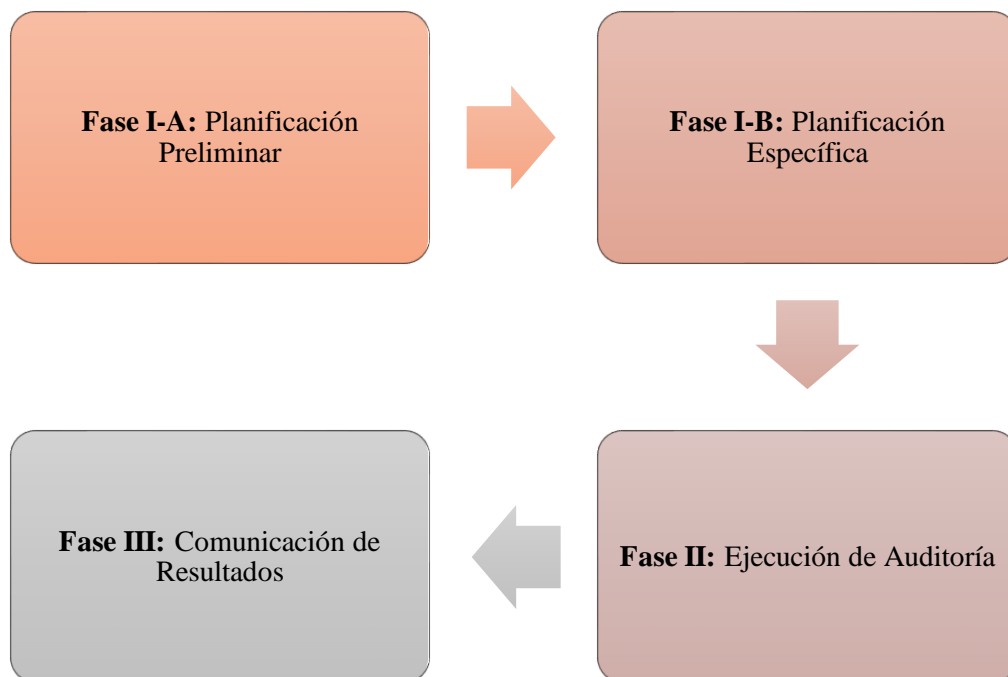 Fase I-A: Planificación
Preliminar
Fase I-B: Planificación
Específica
Fase II: Ejecución de Auditoría
Fase III: Comunicación de
Resultados